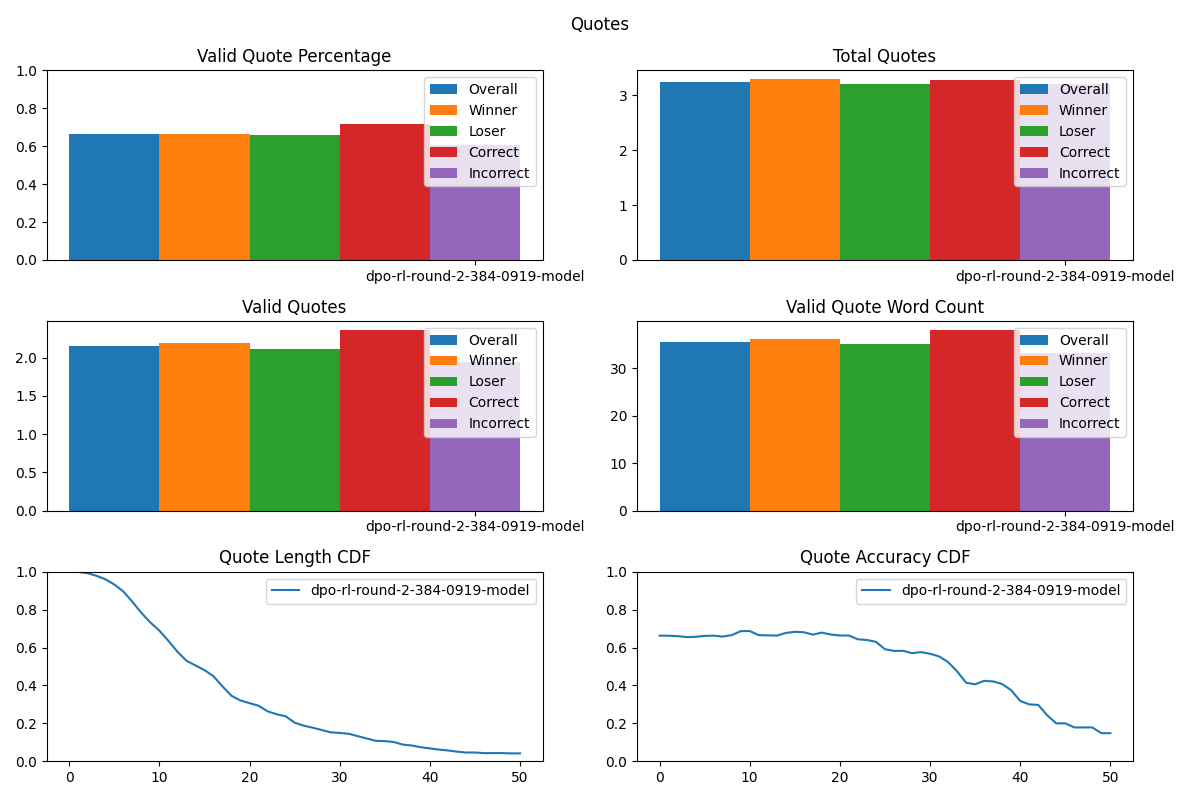 Quotes
Valid Quote Percentage
1.0
0.8
0.6
0.4
0.2
0.0
Overall
Winner
Loser
Correct
Incorrect
dpo-rl-round-2-384-0919-model
Total Quotes
3
2
1
0
Overall
Winner
Loser
Correct
Incorrect
dpo-rl-round-2-384-0919-model
Valid Quotes
2.0
1.5
1.0
0.5
0.0
Overall
Winner
Loser
Correct
Incorrect
dpo-rl-round-2-384-0919-model
Valid Quote Word Count
30
20
10
0
Overall
Winner
Loser
Correct
Incorrect
dpo-rl-round-2-384-0919-model
Quote Length CDF
1.0
0.8
0.6
0.4
0.2
0.0
dpo-rl-round-2-384-0919-model
0 10 20 30 40 50
Quote Accuracy CDF
1.0
0.8
0.6
0.4
0.2
0.0
dpo-rl-round-2-384-0919-model
0 10 20 30 40 50